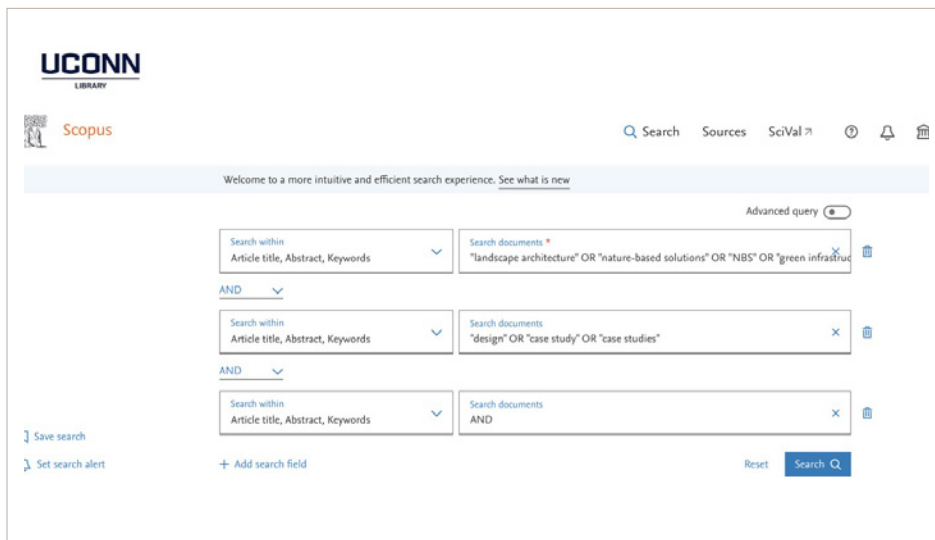 UCONN
LIBRARY
Scopus
Search Sources SciVal
Welcome to a more intuitive and efficient search experience. See what is new
Advanced query
Search within
Article title, Abstract, Keywords
Search documents *
"landscape architecture" OR "nature-based solutions" OR "NBS" OR "green infrastruc
AND
Search within
Article title, Abstract, Keywords
Search documents
"design" OR "case study" OR "case studies"
AND
Search within
Article title, Abstract, Keywords
Search documents
AND
Save search
Set search alert
+ Add search field
Reset Search